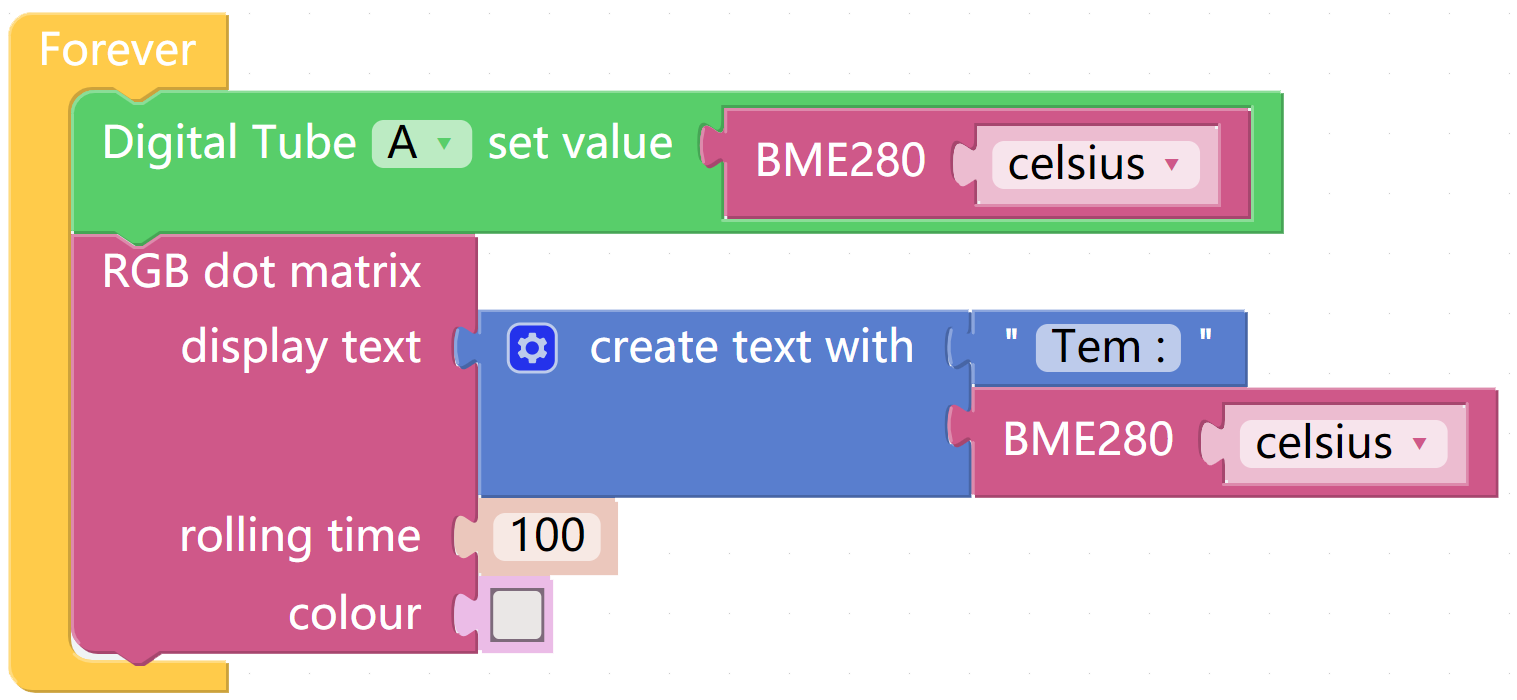 Forever
Digital Tube A set value BME280 celsius
RGB dot matrix
display text create text with " Tem : "
BME280 celsius
rolling time 100
colour